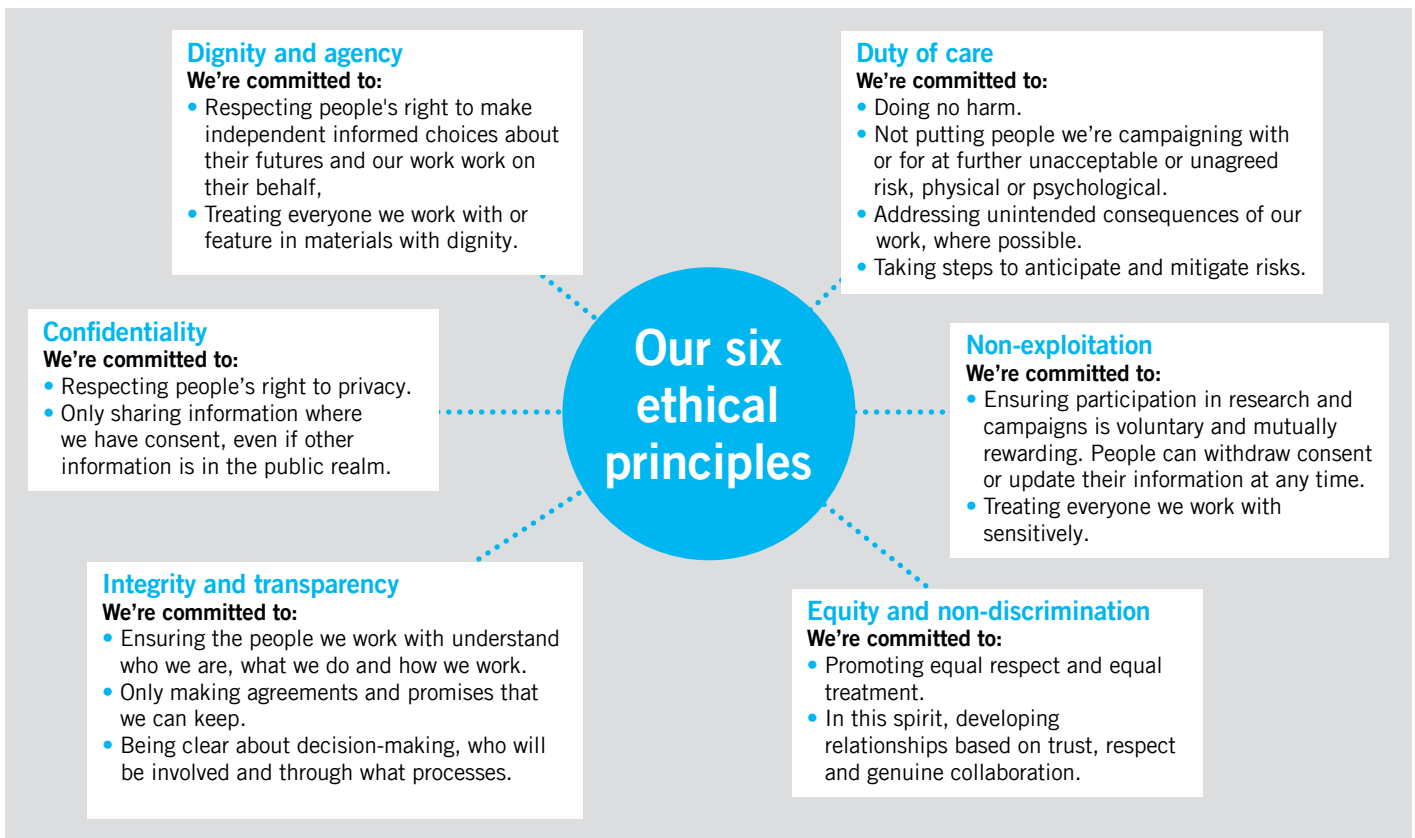 Dignity and agency
We're committed to:
• Respecting people's right to make
independent informed choices about
their futures and our work work on
their behalf,
• Treating everyone we work with or
feature in materials with dignity.
Duty of care
We’re committed to:
• Doing no harm.
• Not putting people we’re campaigning with
or for at further unacceptable or unagreed
risk, physical or psychological.
• Addressing unintended consequences of our
work, where possible.
• Taking steps to anticipate and mitigate risks.
Confidentiality
We’re committed to:
• Respecting people’s right to privacy.
• Only sharing information where
we have consent, even if other
information is in the public realm.
Our six
ethical
principles
Non-exploitation
We’re committed to:
• Ensuring participation in research and
campaigns is voluntary and mutually
rewarding. People can withdraw consent
or update their information at any time.
• Treating everyone we work with
sensitively.
Integrity and transparency
We’re committed to:
• Ensuring the people we work with understand
who we are, what we do and how we work.
• Only making agreements and promises that
we can keep.
• Being clear about decision-making, who will
be involved and through what processes.
Equity and non-discrimination
We’re committed to:
• Promoting equal respect and equal
treatment.
• In this spirit, developing
relationships based on trust, respect
and genuine collaboration.